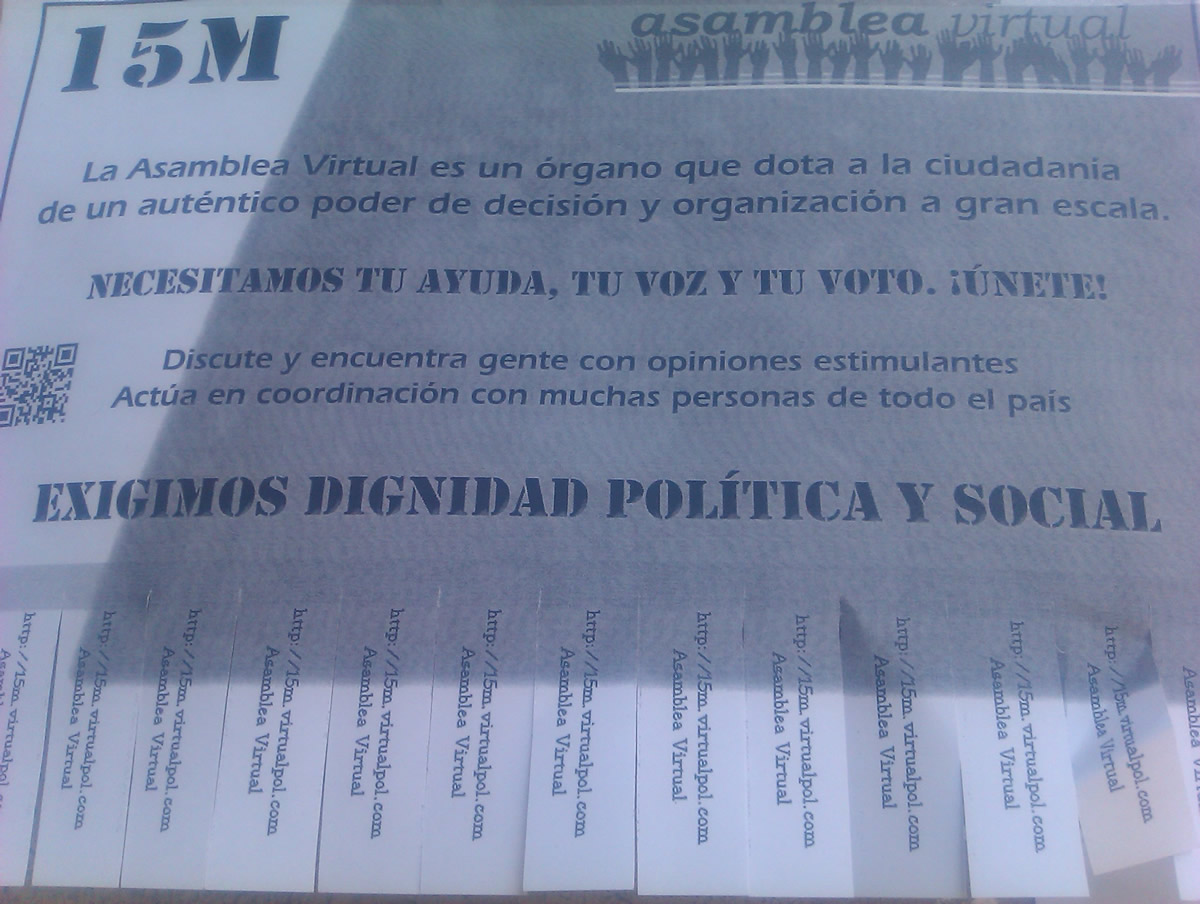 15M
asamblea virtual
La Asamblea Virtual es un órgano que dota a la ciudadania
de un auténtico poder de decisión y organización a gran escala.
NECESITAMOS TU AYUDA, TU VOZ Y TU VOTO. ¡ÚNETE!
Discute y encuentra gente con opiniones estimulantes
Actúa en coordinación con muchas personas de todo el país
EXIGIMOS DIGNIDAD POLÍTICA Y SOCIAL
http://15m.virtualpol.c
Asamblea Virtual
http://15m.virtualpol.com
Asamblea Virtual
http://15m.virtualpol.com
Asamblea Virtual
http://15m.virtualpol.com
Asamblea Virtual
http://15m.virtualpol.com
Asamblea Virtual
http://15m.virtualpol.com
Asamblea Virtual
http://15m.virtualpol.com
Asamblea Virtual
http://15m.virtualpol.com
Asamblea Virtual
http://15m.virtualpol.com
Asamblea Virtual
http://15m.virtualpol.com
Asamblea Virtual
http://15m.virtualpol.com
Asamblea Virtual
http://15m.virtualpol.com
Asamblea Virtual
Asamblea